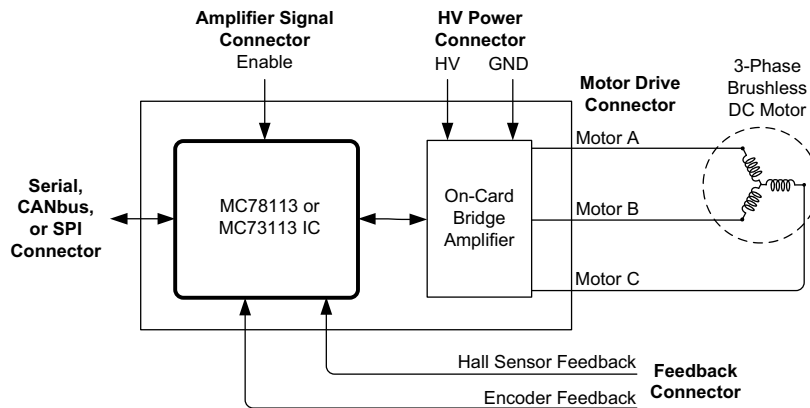 Amplifier Signal
Connector
Enable
HV Power
Connector
HV
GND
Motor Drive
Connector
3-Phase
Brushless
DC Motor
Motor A
Serial,
CANbus,
or SPI
Connector
MC78113 or
MC73113 IC
On-Card
Bridge
Amplifier
Motor B
Motor C
Hall Sensor Feedback
Encoder Feedback
Feedback
Connector